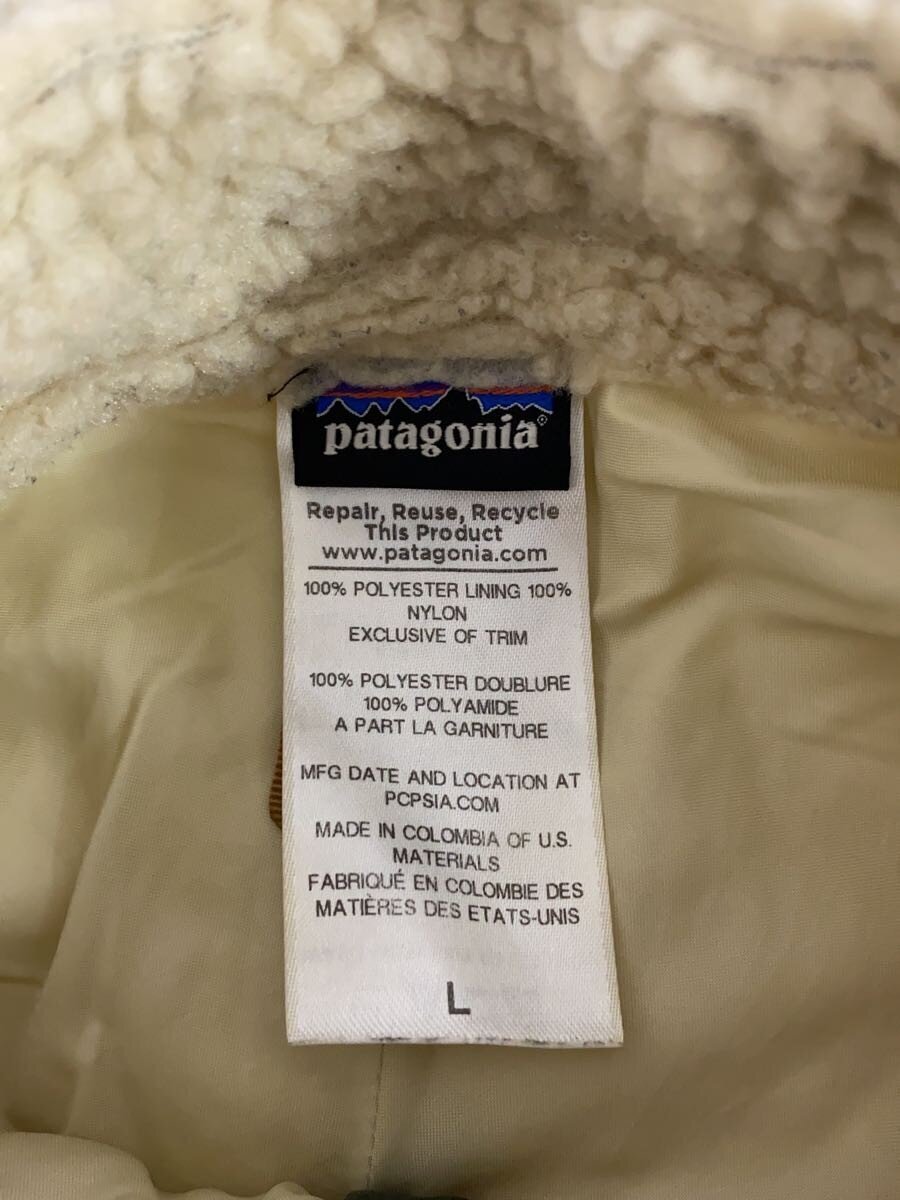 patagonia®
Repair, Reuse, Recycle
This Product
www.patagonia.com
100% POLYESTER LINING 100%
NYLON
EXCLUSIVE OF TRIM
100% POLYESTER DOUBLURE
100% POLYAMIDE
A PART LA GARNITURE
MFG DATE AND LOCATION AT
PCPSIA.COM
MADE IN COLOMBIA OF U.S.
MATERIALS
FABRIQUÉ EN COLOMBIE DES
MATIÈRES DES ETATS-UNIS
L